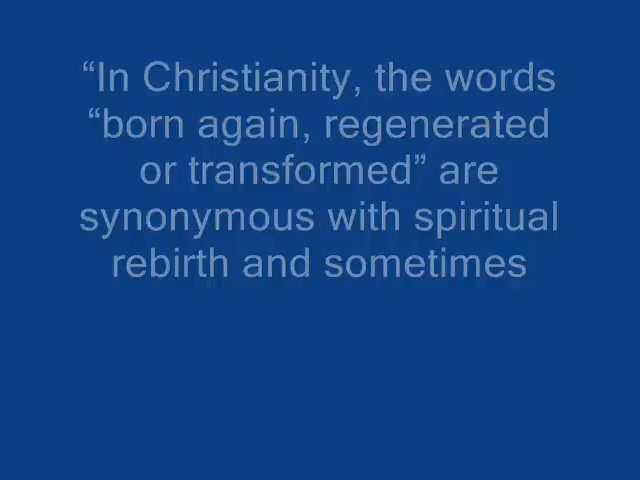 “In Christianity, the words
“born again, regenerated
or transformed” are
synonymous with spiritual
rebirth and sometimes